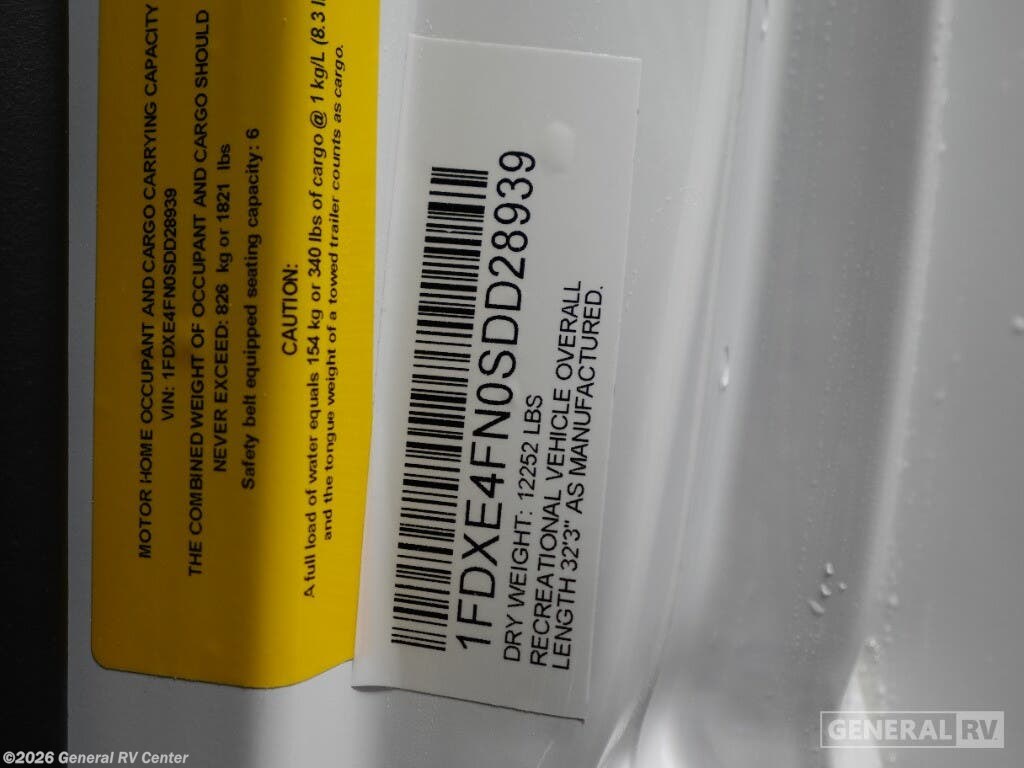 MOTOR HOME OCCUPANT AND CARGO CARRYING CAPACITY
VIN: 1FDXE4FN0SDD28939
THE COMBINED WEIGHT OF OCCUPANT AND CARGO SHOULD
NEVER EXCEED: 826 kg or 1821 lbs
Safety belt equipped seating capacity: 6
CAUTION:
A full load of water equals 154 kg or 340 lbs of cargo @ 1 kg/L (8.3
and the tongue weight of a towed trailer counts as cargo.
1FDXE4FN0SDD28939
DRY WEIGHT: 12252 LBS
RECREATIONAL VEHICLE OVERALL
LENGTH 32'3" AS MANUFACTURED.
GENERAL RV
©2026 General RV Center